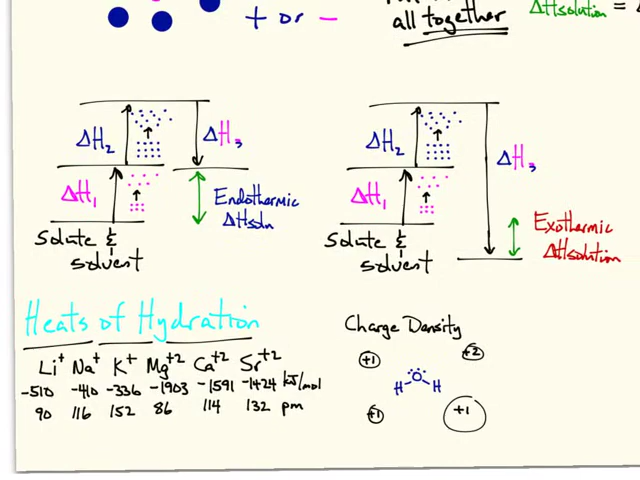 + or -
all together
ΔHsolution =
ΔH₂
ΔH₃
ΔH₁
Endothermic
ΔHsoln
Solute &
solvent
ΔH₂
ΔH₃
ΔH₁
Exothermic
ΔHsolution
Solute &
solvent
Heats of Hydration
Li⁺ Na⁺ K⁺ Mg⁺² Ca⁺² Sr⁺²
-510 -410 -336 -1903 -1591 -1424 kJ/mol
90 116 152 86 114 132 pm
Charge Density
+1
+2
O
H H
+1
+1